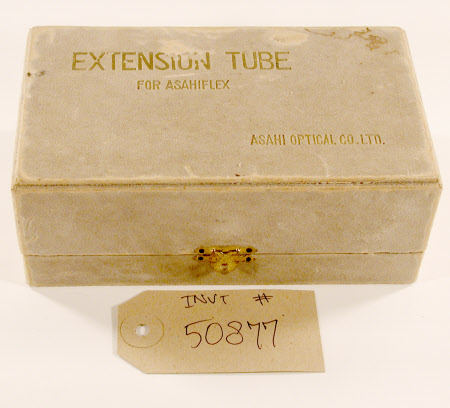 EXTENSION TUBE
FOR ASAHIFLEX
ASAHI OPTICAL CO. LTD.
INVT #
50877